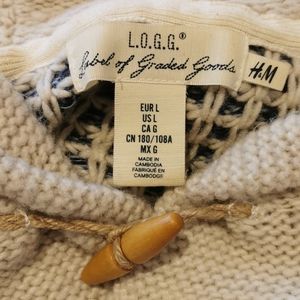 L.O.G.G.®
Label of Graded Goods
H&M
EUR L
US L
CA G
CN 180/108A
MX G
MADE IN
CAMBODIA
FABRIQUÉ EN
CAMBODGE